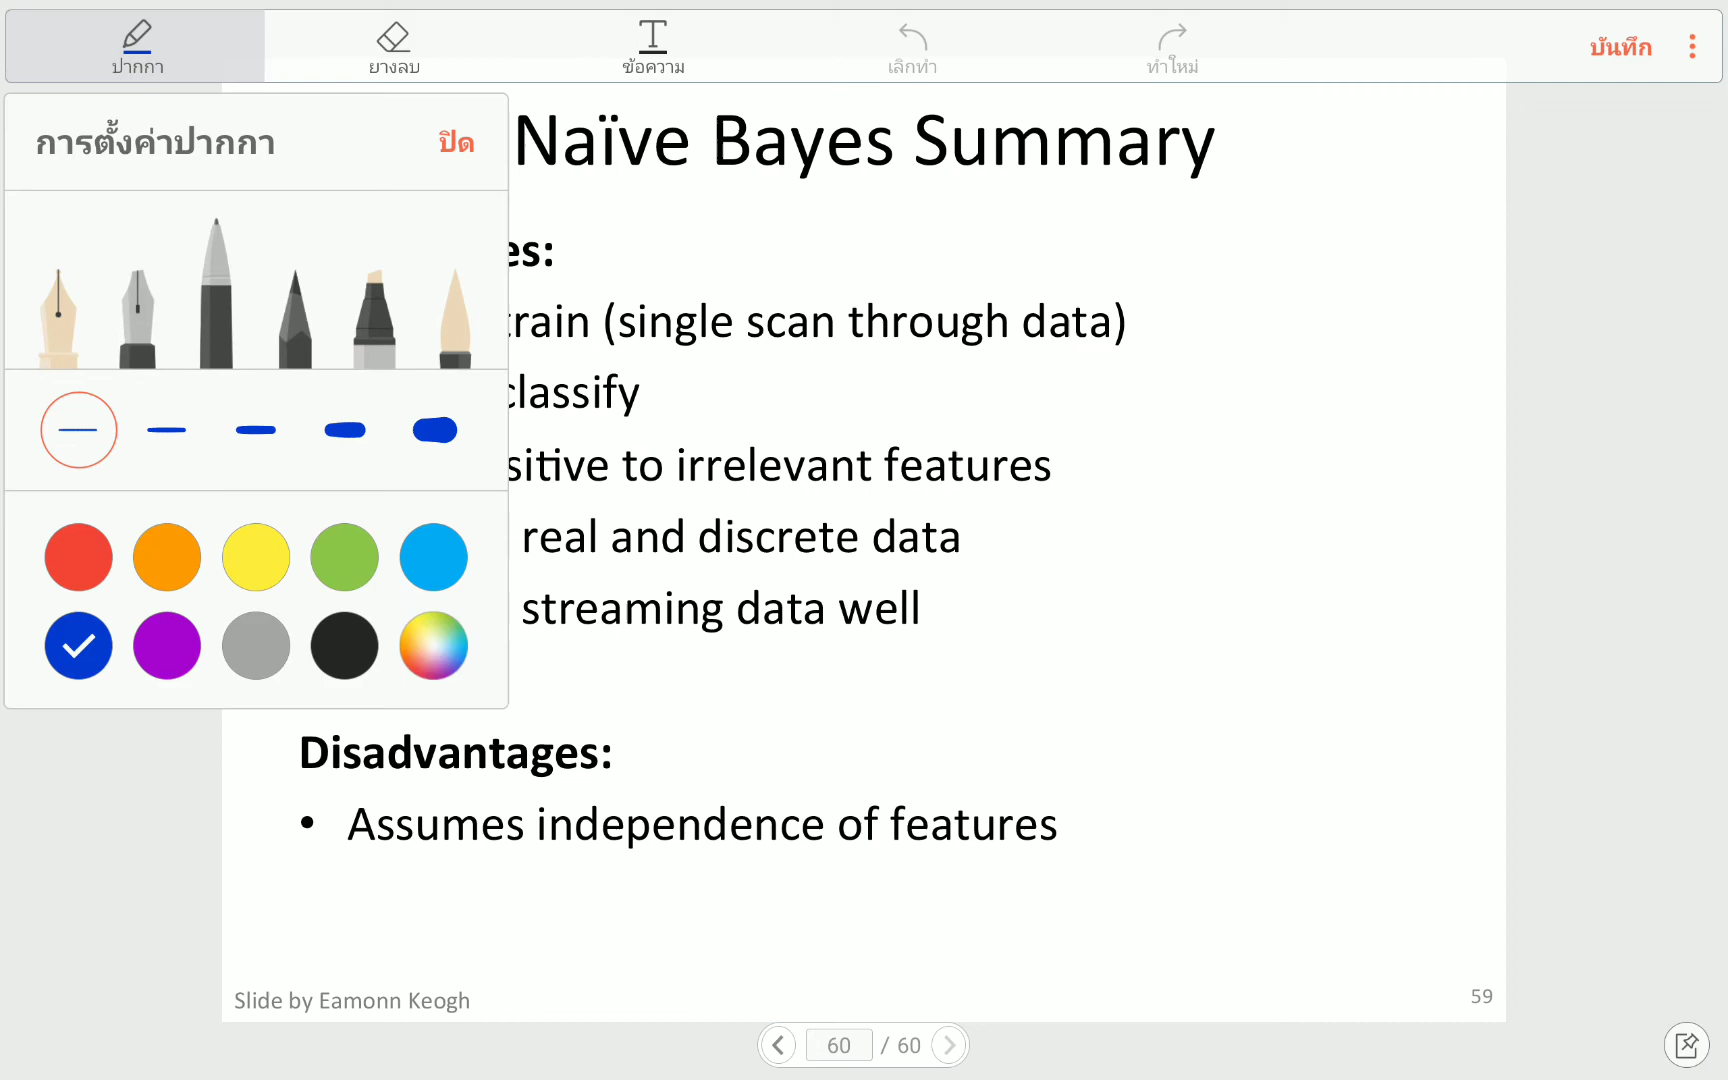 ปากกา
ยางลบ
ข้อความ
เลิกทำ
ทำใหม่
บันทึก
การตั้งค่าปากกา
ปิด
Naïve Bayes Summary
es:
train (single scan through data)
classify
sitive to irrelevant features
real and discrete data
streaming data well
Disadvantages:
• Assumes independence of features
Slide by Eamonn Keogh
59
60 / 60